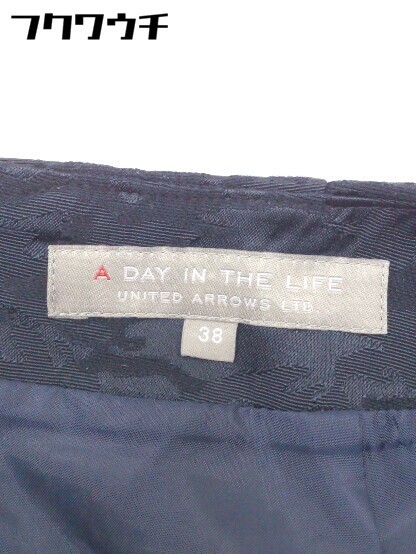 フクワウチ
A DAY IN THE LIFE
UNITED ARROWS LTD.
38